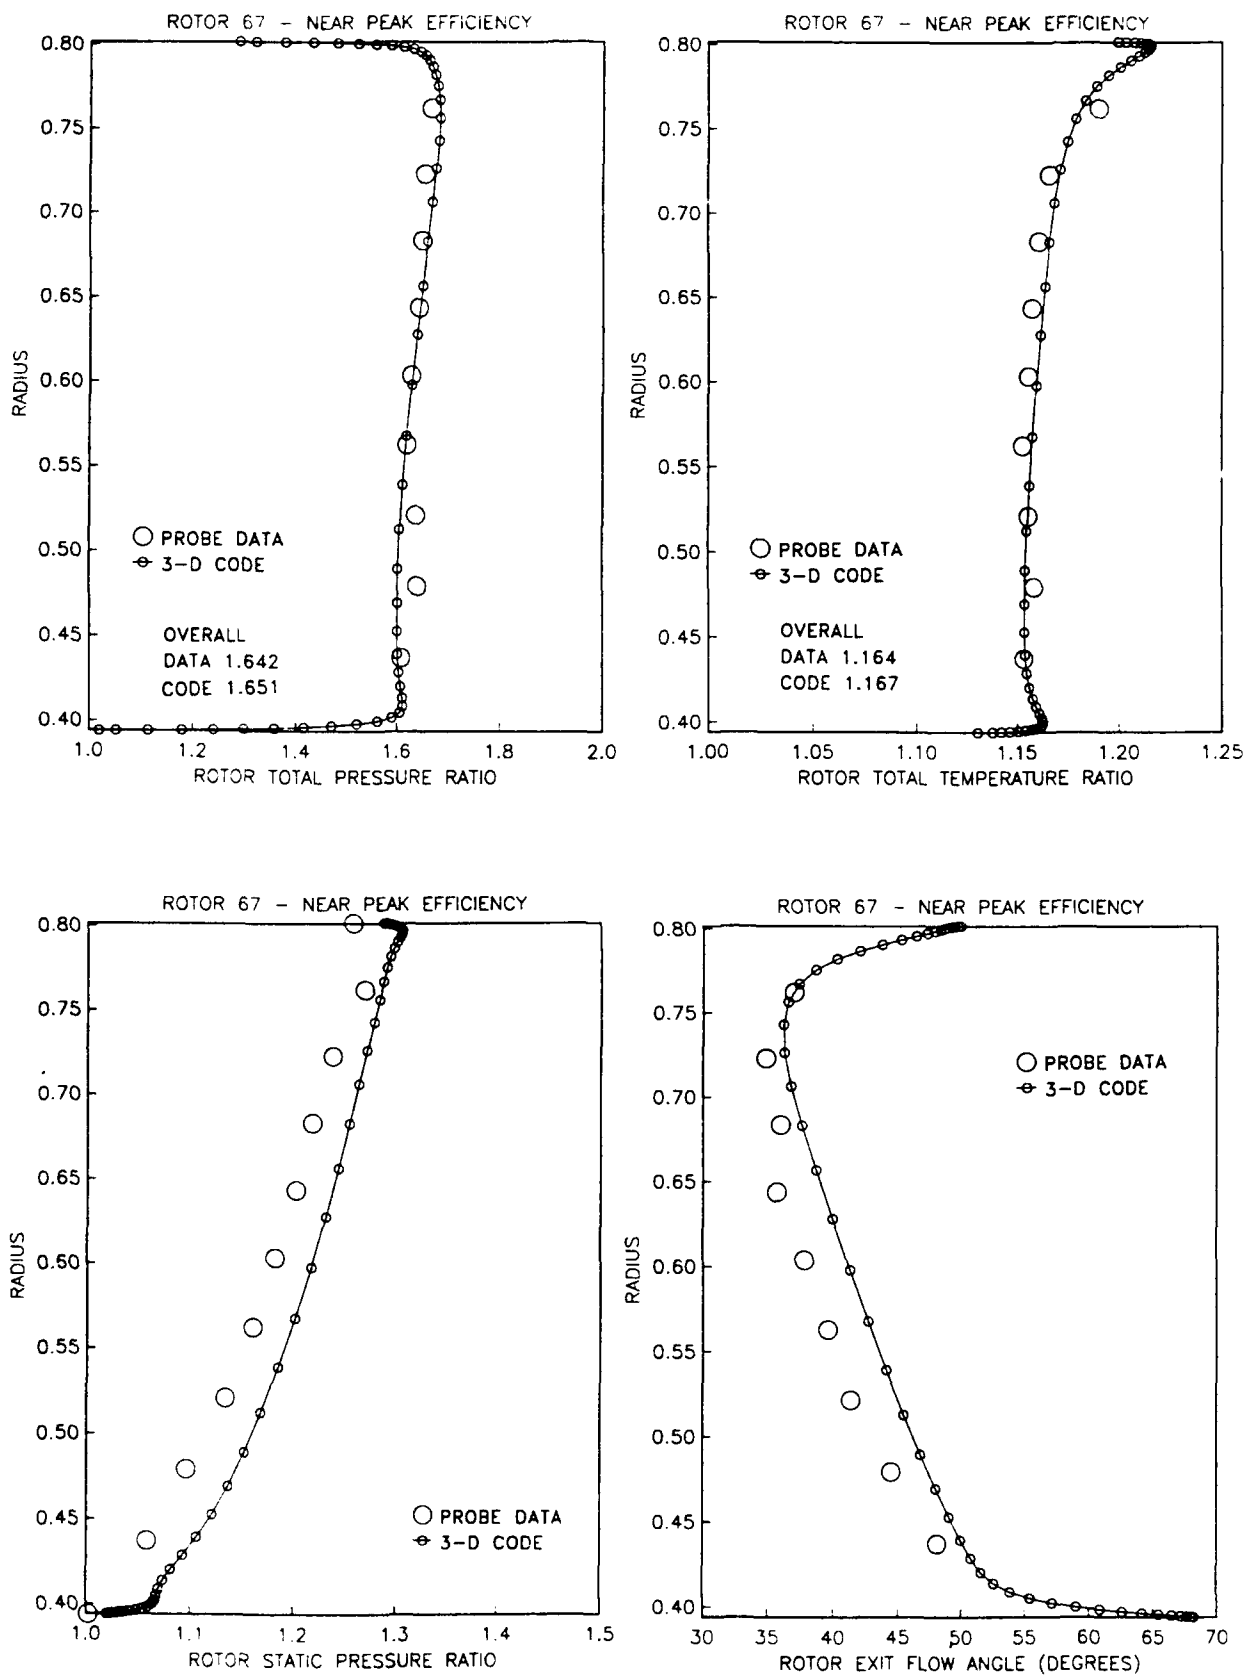 ROTOR 67 - NEAR PEAK EFFICIENCY
0.80
0.75
0.70
0.65
0.60
0.55
0.50
0.45
0.40
RADIUS
PROBE DATA
3-D CODE
OVERALL
DATA 1.642
CODE 1.651
1.0
1.2
1.4
1.6
1.8
2.0
ROTOR TOTAL PRESSURE RATIO
ROTOR 67 - NEAR PEAK EFFICIENCY
0.80
0.75
0.70
0.65
0.60
0.55
0.50
0.45
0.40
RADIUS
PROBE DATA
3-D CODE
OVERALL
DATA 1.164
CODE 1.167
1.00
1.05
1.10
1.15
1.20
1.25
ROTOR TOTAL TEMPERATURE RATIO
ROTOR 67 - NEAR PEAK EFFICIENCY
0.80
0.75
0.70
0.65
0.60
0.55
0.50
0.45
0.40
RADIUS
PROBE DATA
3-D CODE
1.0
1.1
1.2
1.3
1.4
1.5
ROTOR STATIC PRESSURE RATIO
ROTOR 67 - NEAR PEAK EFFICIENCY
0.80
0.75
0.70
0.65
0.60
0.55
0.50
0.45
0.40
RADIUS
PROBE DATA
3-D CODE
30
35
40
45
50
55
60
65
70
ROTOR EXIT FLOW ANGLE (DEGREES)